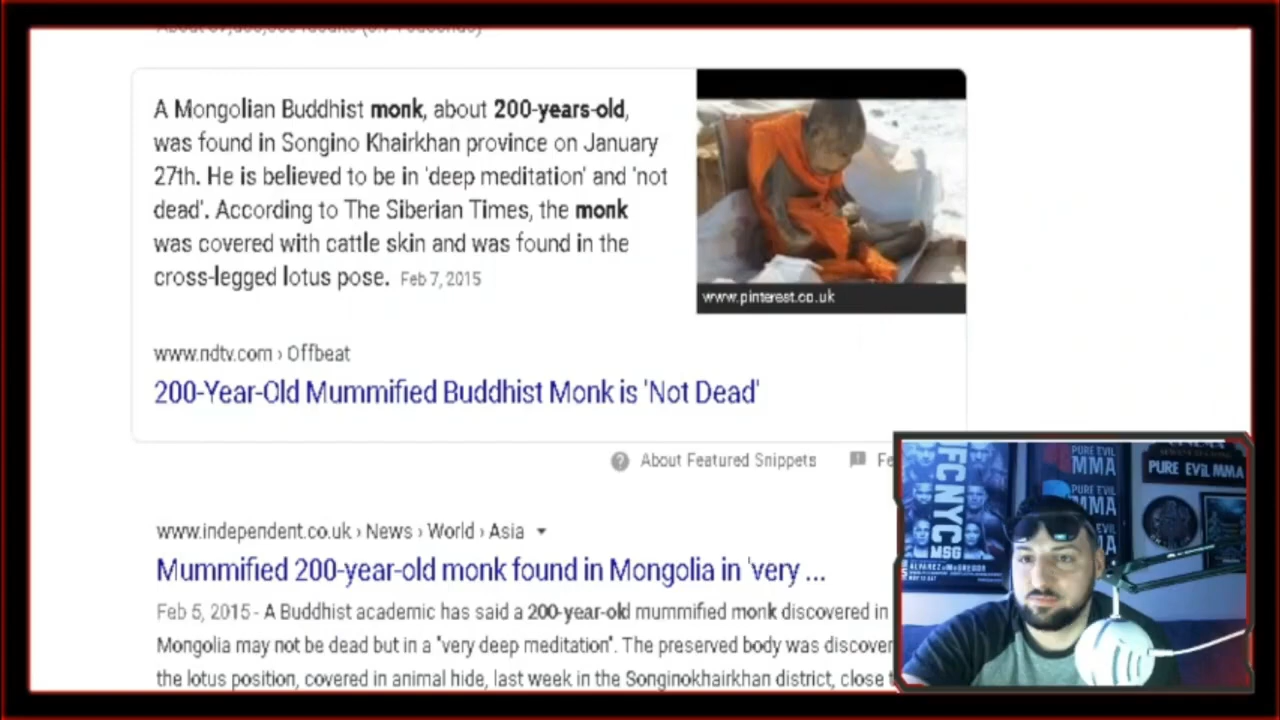 A Mongolian Buddhist monk, about 200-years-old,
was found in Songino Khairkhan province on January
27th. He is believed to be in 'deep meditation' and 'not
dead'. According to The Siberian Times, the monk
was covered with cattle skin and was found in the
cross-legged lotus pose. Feb 7, 2015
www.pinterest.co.uk
www.ndtv.com › Offbeat
200-Year-Old Mummified Buddhist Monk is 'Not Dead'
About Featured Snippets
www.independent.co.uk › News › World › Asia
Mummified 200-year-old monk found in Mongolia in 'very ...
Feb 5, 2015 - A Buddhist academic has said a 200-year-old mummified monk discovered in
Mongolia may not be dead but in a "very deep meditation". The preserved body was discover
the lotus position, covered in animal hide, last week in the Songinokhairkhan district, close
UFC NYC
MSG
ALVAREZ McGREGOR
PURE EVIL
MMA
PURE EVIL
MMA
PURE EVIL MMA